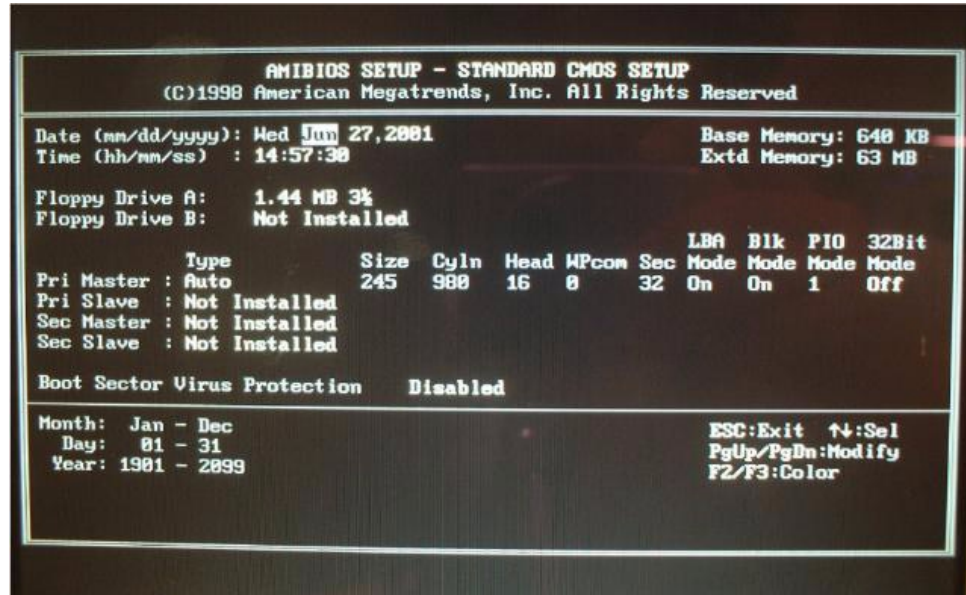 AMIBIOS SETUP - STANDARD CMOS SETUP
(C)1998 American Megatrends, Inc. All Rights Reserved
Date (mm/dd/yyyy): Wed Jun 27,2001 Base Memory: 640 KB
Time (hh/mm/ss) : 14:57:30 Extd Memory: 63 MB
Floppy Drive A: 1.44 MB 3½
Floppy Drive B: Not Installed
LBA Blk PIO 32Bit
Type Size Cyln Head WPcom Sec Mode Mode Mode Mode
Pri Master : Auto 245 980 16 0 32 On On 1 Off
Pri Slave : Not Installed
Sec Master : Not Installed
Sec Slave : Not Installed
Boot Sector Virus Protection Disabled
Month: Jan - Dec ESC:Exit ↑↓:Sel
Day: 01 - 31 PgUp/PgDn:Modify
Year: 1901 - 2099 F2/F3:Color